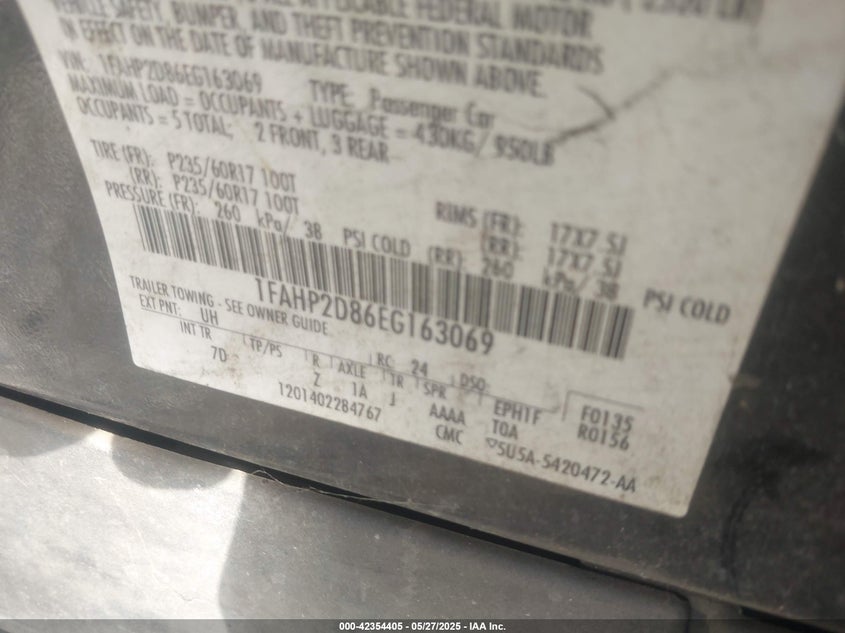 ALL APPLICABLE FEDERAL MOTOR
VEHICLE SAFETY, BUMPER, AND THEFT PREVENTION STANDARDS
IN EFFECT ON THE DATE OF MANUFACTURE SHOWN ABOVE.
VIN: 1FAHP2D86EG163069 TYPE: Passenger Car
MAXIMUM LOAD = OCCUPANTS + LUGGAGE = 430KG/ 950LB
OCCUPANTS = 5 TOTAL, 2 FRONT, 3 REAR
TIRE (FR): P235/60R17 100T RIMS (FR): 17X7 SJ
(RR): P235/60R17 100T (RR): 17X7 SJ
PRESSURE (FR): 260 kPa/ 38 PSI COLD (RR): 260 kPa/ 38 PSI COLD
1FAHP2D86EG163069
TRAILER TOWING - SEE OWNER GUIDE
EXT PNT: UH RC: 24 DSO:
INT TR TP/PS R AXLE TR SPR EPH1F F0135
7D Z 1A J AAAA TOA R0156
1201402284767 CMC 5U5A-5420472-AA
000-42354405 - 05/27/2025 - IAA Inc.